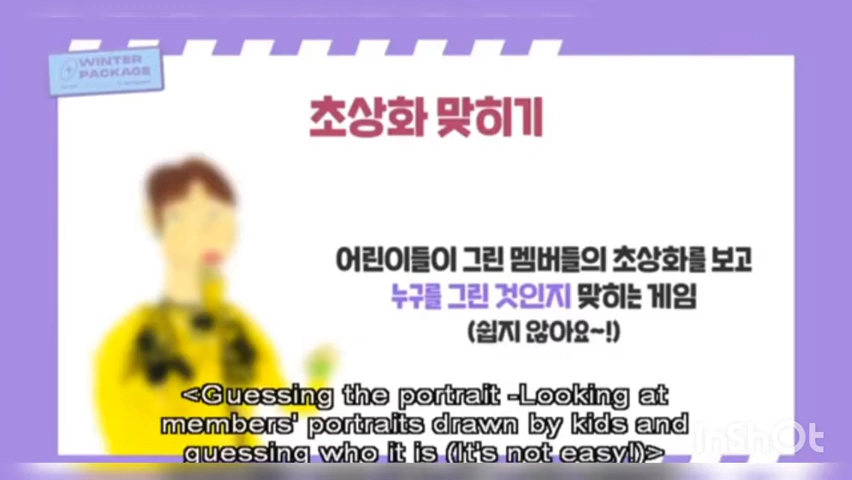 WINTER
PACKAGE
초상화 맞히기
어린이들이 그린 멤버들의 초상화를 보고
누구를 그린 것인지 맞히는 게임
(쉽지 않아요~!)
<Guessing the portrait -Looking at
members' portraits drawn by kids and
guessing who it is (It's not easy!)>
InShOt